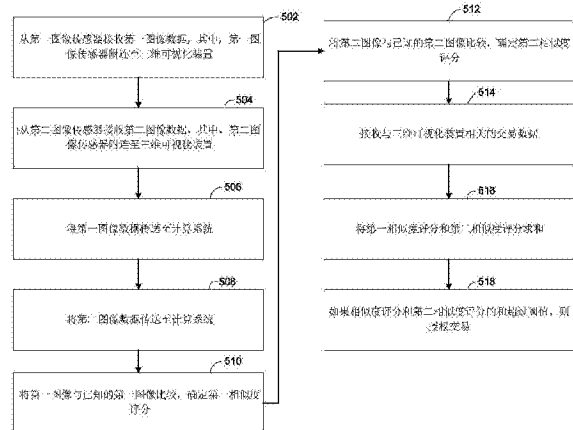 502
从第一图像传感器接收第一图像数据，其中，第一图
像传感器附连至三维可视化装置
504
从第二图像传感器接收第二图像数据，其中，第二图
像传感器附连至三维可视化装置
506
将第一图像数据传送至计算系统
508
将第二图像数据传送至计算系统
510
将第一图像与已知的第一图像比较，确定第一相似度
评分
512
将第二图像与已知的第二图像比较，确定第二相似度
评分
514
接收与三维可视化装置相关的交易数据
516
将第一相似度评分和第二相似度评分求和
518
如果相似度评分和第二相似度评分的和超过阈值，则
授权交易